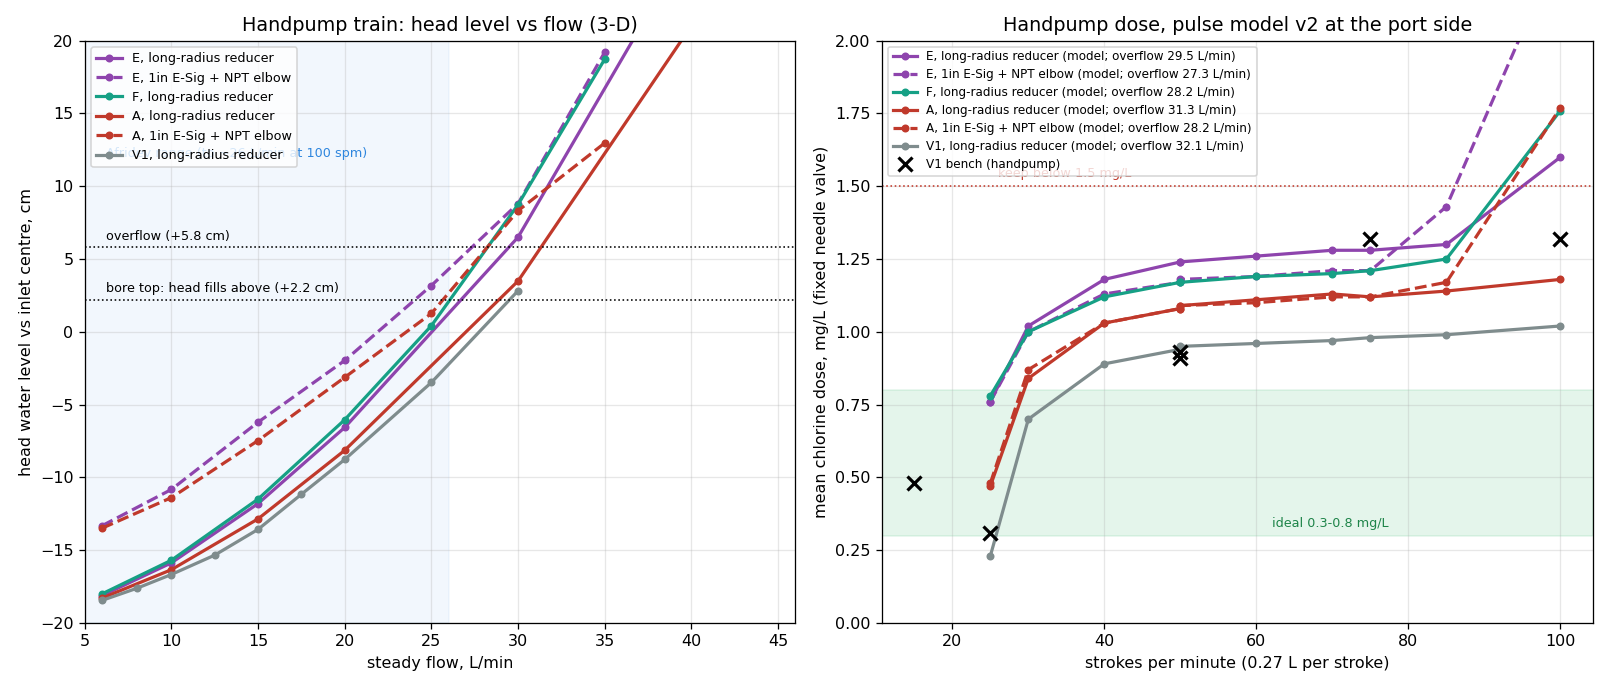 Handpump train: head level vs flow (3-D)
head water level vs inlet centre, cm
20
15
10
5
0
−5
−10
−15
−20
E, long-radius reducer
E, 1in E-Sig + NPT elbow
F, long-radius reducer
A, long-radius reducer
A, 1in E-Sig + NPT elbow
V1, long-radius reducer
at 100 spm)
overflow (+5.8 cm)
bore top: head fills above (+2.2 cm)
5
10
15
20
25
30
35
40
45
steady flow, L/min
Handpump dose, pulse model v2 at the port side
mean chlorine dose, mg/L (fixed needle valve)
2.00
1.75
1.50
1.25
1.00
0.75
0.50
0.25
0.00
E, long-radius reducer (model; overflow 29.5 L/min)
E, 1in E-Sig + NPT elbow (model; overflow 27.3 L/min)
F, long-radius reducer (model; overflow 28.2 L/min)
A, long-radius reducer (model; overflow 31.3 L/min)
A, 1in E-Sig + NPT elbow (model; overflow 28.2 L/min)
V1, long-radius reducer (model; overflow 32.1 L/min)
V1 bench (handpump)
keep below 1.5 mg/L
ideal 0.3-0.8 mg/L
20
40
60
80
100
strokes per minute (0.27 L per stroke)